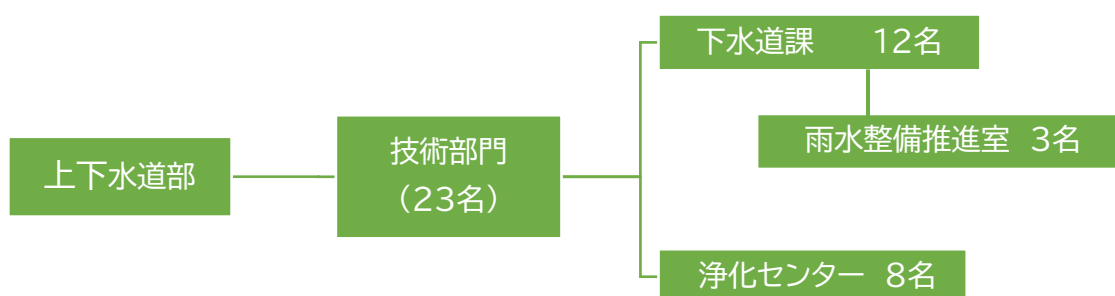 上下水道部
技術部門
（23名）
下水道課　　12名
雨水整備推進室　3名
浄化センター　8名